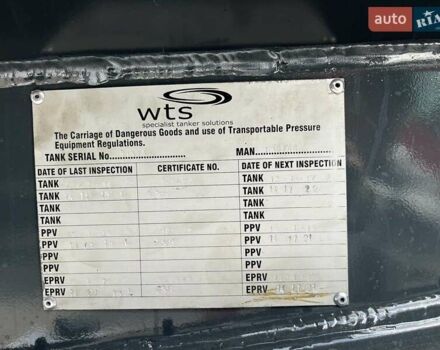 auto RIA
wts
specialist tanker solutions
The Carriage of Dangerous Goods and use of Transportable Pressure
Equipment Regulations.
TANK SERIAL No. MAN.
DATE OF LAST INSPECTION CERTIFICATE NO. DATE OF NEXT INSPECTION
TANK TANK
TANK TANK
TANK TANK
TANK TANK
PPV PPV
PPV PPV
PPV PPV
PPV PPV
EPRV EPRV
EPRV EPRV